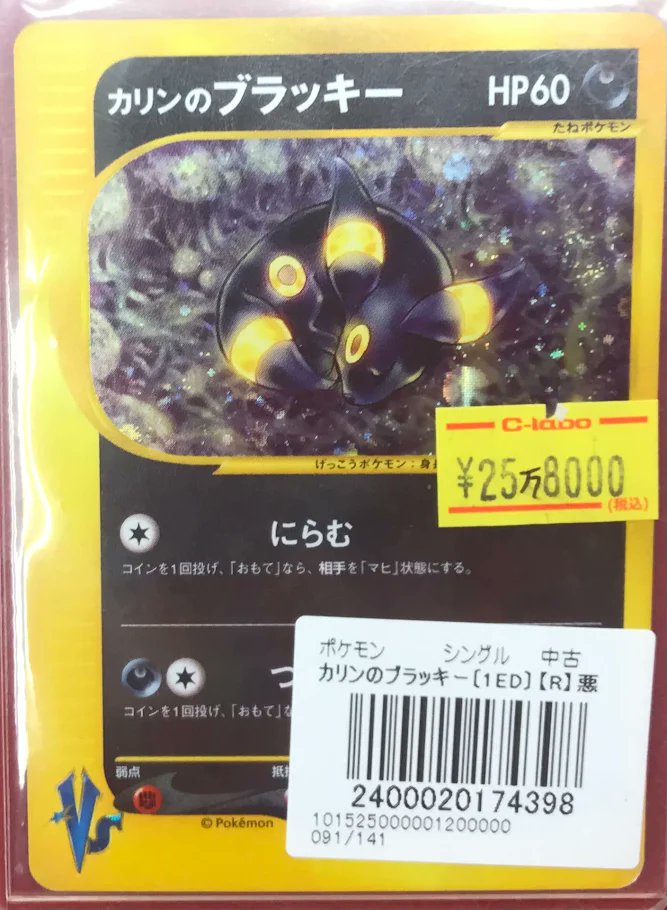 カリンのブラッキー HP60
たねポケモン
げっこうポケモン：身
C-labo
¥25万8000
(税込)
にらむ
コインを1回投げ、「おもて」なら、相手を「マヒ」状態にする。
つ
コインを1回投げ、「おもて」な
弱点 抵
闘
VS
©Pokémon
ポケモン シングル 中古
カリンのブラッキー[1ED]【R】悪
2400020174398
1015250000001200000
091/141